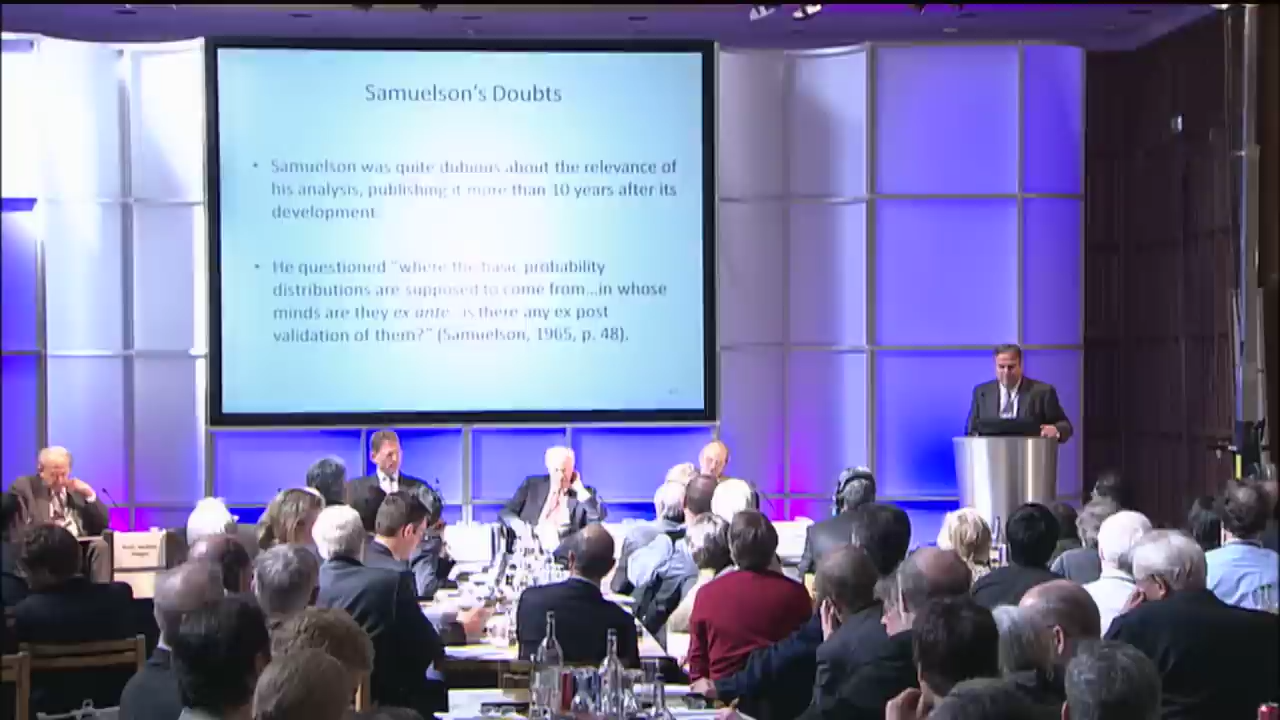 Samuelson's Doubts
• Samuelson was quite dubious about the relevance of
his analysis, publishing it more than 10 years after its
development.
• He questioned "where the basic probability
distributions are supposed to come from...in whose
minds are they ex ante...is there any ex post
validation of them?" (Samuelson, 1965, p. 48).